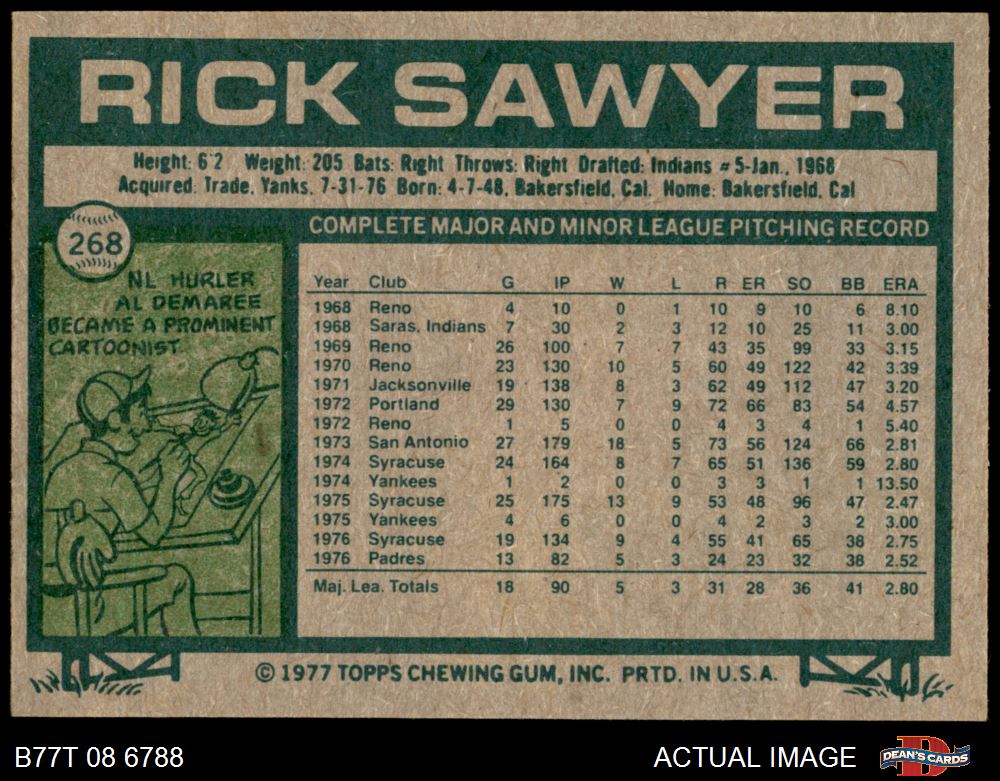 RICK SAWYER
Height: 6'2 Weight: 205 Bats: Right Throws: Right Drafted: Indians #5-Jan., 1968
Acquired: Trade, Yanks, 7-31-76 Born: 4-7-48, Bakersfield, Cal. Home: Bakersfield, Cal
268
NL HURLER
AL DEMAREE
BECAME A PROMINENT
CARTOONIST.
COMPLETE MAJOR AND MINOR LEAGUE PITCHING RECORD
Year Club G IP W L R ER SO BB ERA
1968 Reno 4 10 0 1 10 9 10 6 8.10
1968 Saras. Indians 7 30 2 3 12 10 25 11 3.00
1969 Reno 26 100 7 7 43 35 99 33 3.15
1970 Reno 23 130 10 5 60 49 122 42 3.39
1971 Jacksonville 19 138 8 3 62 49 112 47 3.20
1972 Portland 29 130 7 9 72 66 83 54 4.57
1972 Reno 1 5 0 0 4 3 4 1 5.40
1973 San Antonio 27 179 18 5 73 56 124 66 2.81
1974 Syracuse 24 164 8 7 65 51 136 59 2.80
1974 Yankees 1 2 0 0 3 3 1 1 13.50
1975 Syracuse 25 175 13 9 53 48 96 47 2.47
1975 Yankees 4 6 0 0 4 2 3 2 3.00
1976 Syracuse 19 134 9 4 55 41 65 38 2.75
1976 Padres 13 82 5 3 24 23 32 38 2.52
Maj. Lea. Totals 18 90 5 3 31 28 36 41 2.80
© 1977 TOPPS CHEWING GUM, INC. PRTD. IN U.S.A.
B77T 08 6788
ACTUAL IMAGE
DEAN'S CARDS